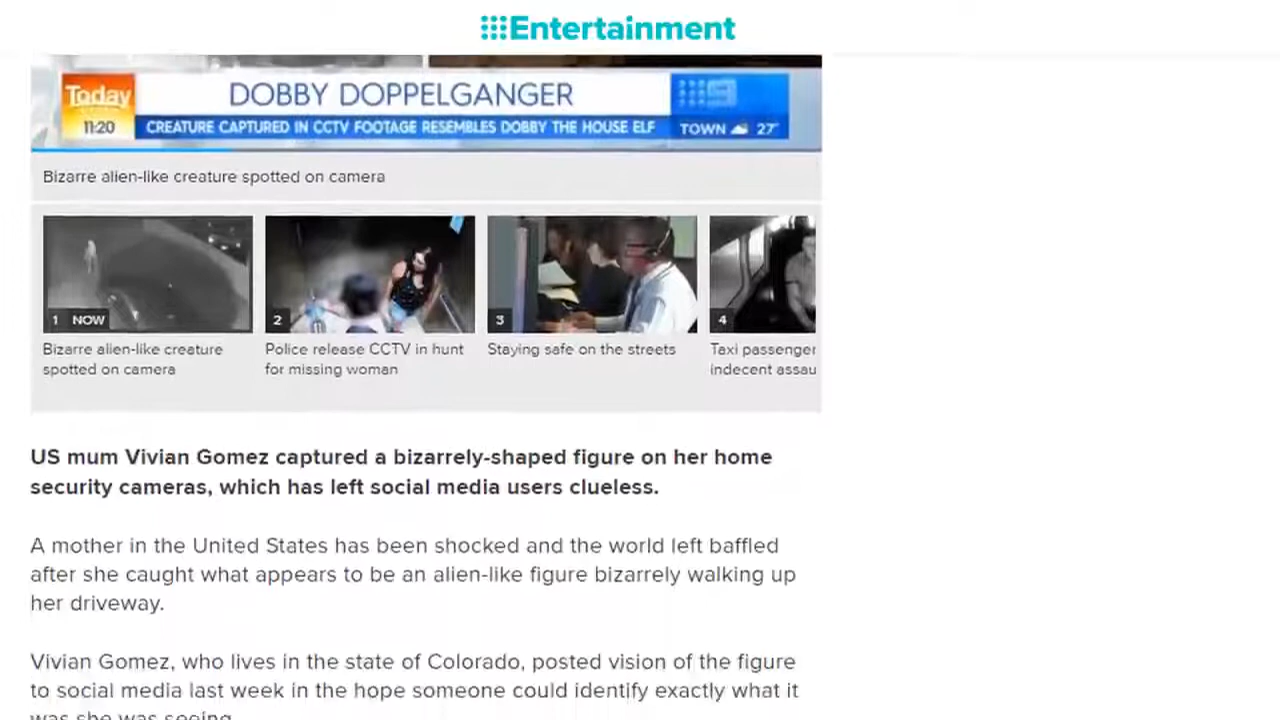 Entertainment
Today
11:20
DOBBY DOPPELGANGER
CREATURE CAPTURED IN CCTV FOOTAGE RESEMBLES DOBBY THE HOUSE ELF
TOWN 27°
Bizarre alien-like creature spotted on camera
1 NOW
2
3
4
Bizarre alien-like creature
spotted on camera
Police release CCTV in hunt
for missing woman
Staying safe on the streets
Taxi passenger
indecent assau
US mum Vivian Gomez captured a bizarrely-shaped figure on her home
security cameras, which has left social media users clueless.
A mother in the United States has been shocked and the world left baffled
after she caught what appears to be an alien-like figure bizarrely walking up
her driveway.
Vivian Gomez, who lives in the state of Colorado, posted vision of the figure
to social media last week in the hope someone could identify exactly what it
was she was seeing.